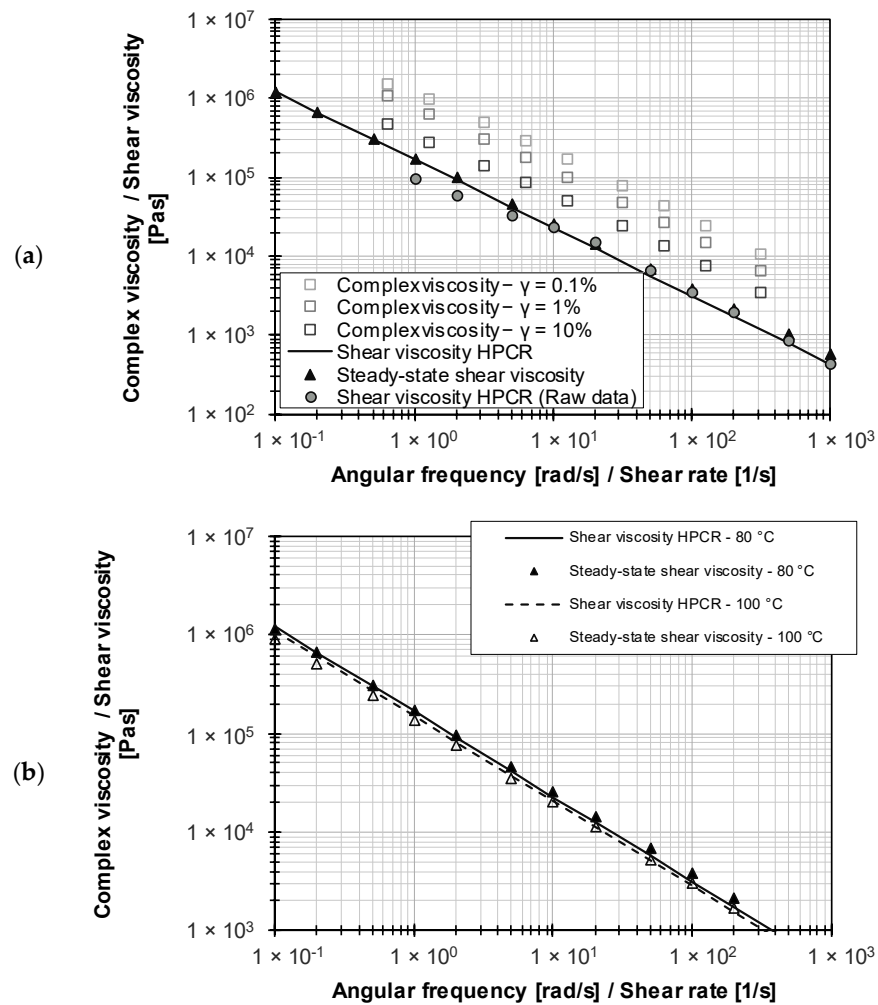 (a)
Complex viscosity / Shear viscosity
[Pas]
1 × 10⁷
1 × 10⁶
1 × 10⁵
1 × 10⁴
1 × 10³
1 × 10²
Complexviscosity – γ = 0.1%
Complexviscosity – γ = 1%
Complexviscosity – γ = 10%
Shear viscosity HPCR
Steady-state shear viscosity
Shear viscosity HPCR (Raw data)
1 × 10⁻¹ 1 × 10⁰ 1 × 10¹ 1 × 10² 1 × 10³
Angular frequency [rad/s] / Shear rate [1/s]
(b)
Complex viscosity / Shear viscosity
[Pas]
1 × 10⁷
1 × 10⁶
1 × 10⁵
1 × 10⁴
1 × 10³
Shear viscosity HPCR - 80 °C
Steady-state shear viscosity - 80 °C
Shear viscosity HPCR - 100 °C
Steady-state shear viscosity - 100 °C
1 × 10⁻¹ 1 × 10⁰ 1 × 10¹ 1 × 10² 1 × 10³
Angular frequency [rad/s] / Shear rate [1/s]